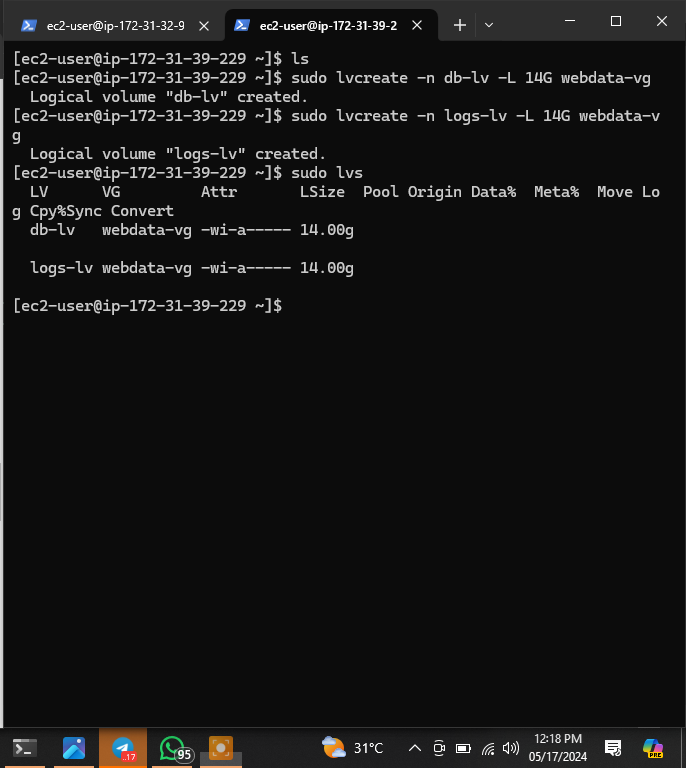 ec2-user@ip-172-31-32-9
ec2-user@ip-172-31-39-2
[ec2-user@ip-172-31-39-229 ~]$ ls
[ec2-user@ip-172-31-39-229 ~]$ sudo lvcreate -n db-lv -L 14G webdata-vg
  Logical volume "db-lv" created.
[ec2-user@ip-172-31-39-229 ~]$ sudo lvcreate -n logs-lv -L 14G webdata-v
g
  Logical volume "logs-lv" created.
[ec2-user@ip-172-31-39-229 ~]$ sudo lvs
  LV      VG         Attr       LSize  Pool Origin Data%  Meta%  Move Lo
g Cpy%Sync Convert
  db-lv   webdata-vg -wi-a----- 14.00g
  logs-lv webdata-vg -wi-a----- 14.00g
[ec2-user@ip-172-31-39-229 ~]$
17
95
31°C
12:18 PM
05/17/2024
PRE